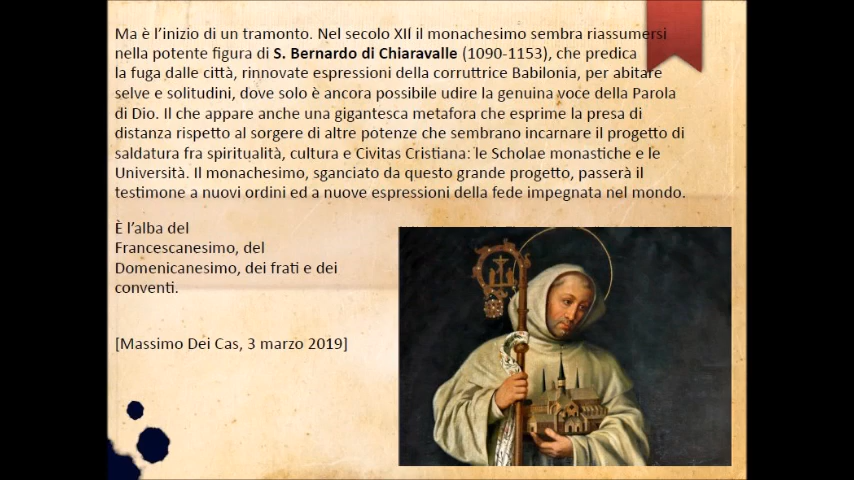 Ma è l'inizio di un tramonto. Nel secolo XII il monachesimo sembra riassumersi
nella potente figura di S. Bernardo di Chiaravalle (1090-1153), che predica
la fuga dalle città, rinnovate espressioni della corruttrice Babilonia, per abitare
selve e solitudini, dove solo è ancora possibile udire la genuina voce della Parola
di Dio. Il che appare anche una gigantesca metafora che esprime la presa di
distanza rispetto al sorgere di altre potenze che sembrano incarnare il progetto di
saldatura fra spiritualità, cultura e Civitas Cristiana: le Scholae monastiche e le
Università. Il monachesimo, sganciato da questo grande progetto, passerà il
testimone a nuovi ordini ed a nuove espressioni della fede impegnata nel mondo.
È l'alba del
Francescanesimo, del
Domenicanesimo, dei frati e dei
conventi.
[Massimo Dei Cas, 3 marzo 2019]